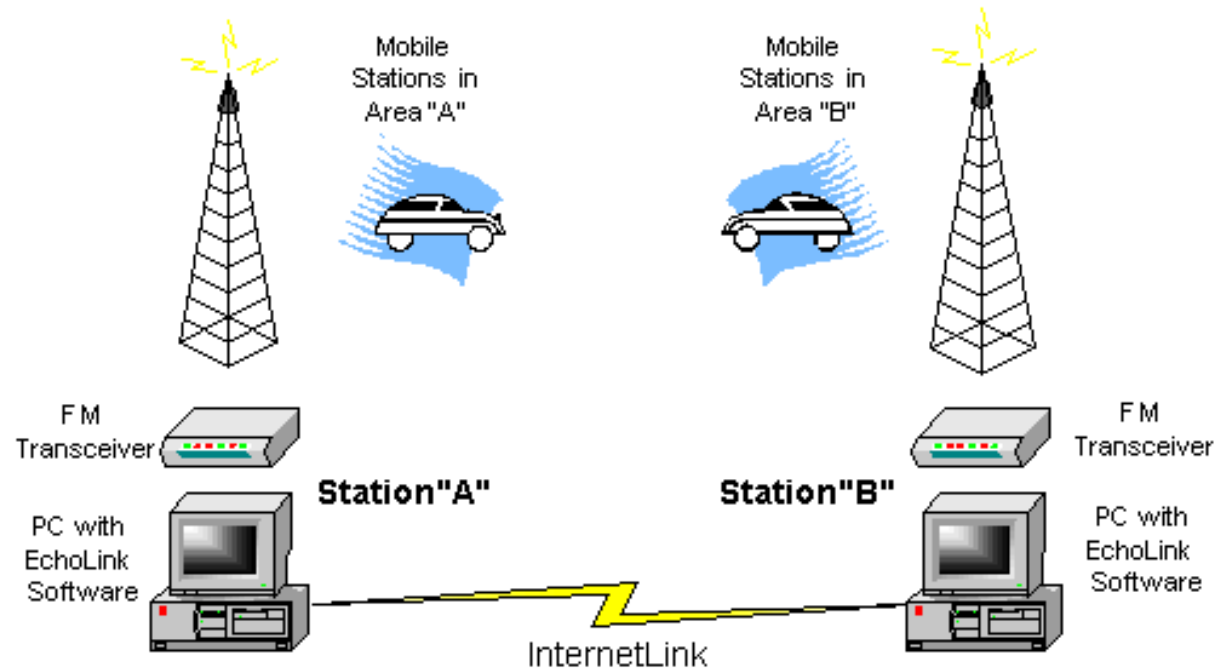 Mobile
Stations in
Area "A"
Mobile
Stations in
Area "B"
FM
Transceiver
FM
Transceiver
Station"A"
Station"B"
PC with
EchoLink
Software
PC with
EchoLink
Software
InternetLink